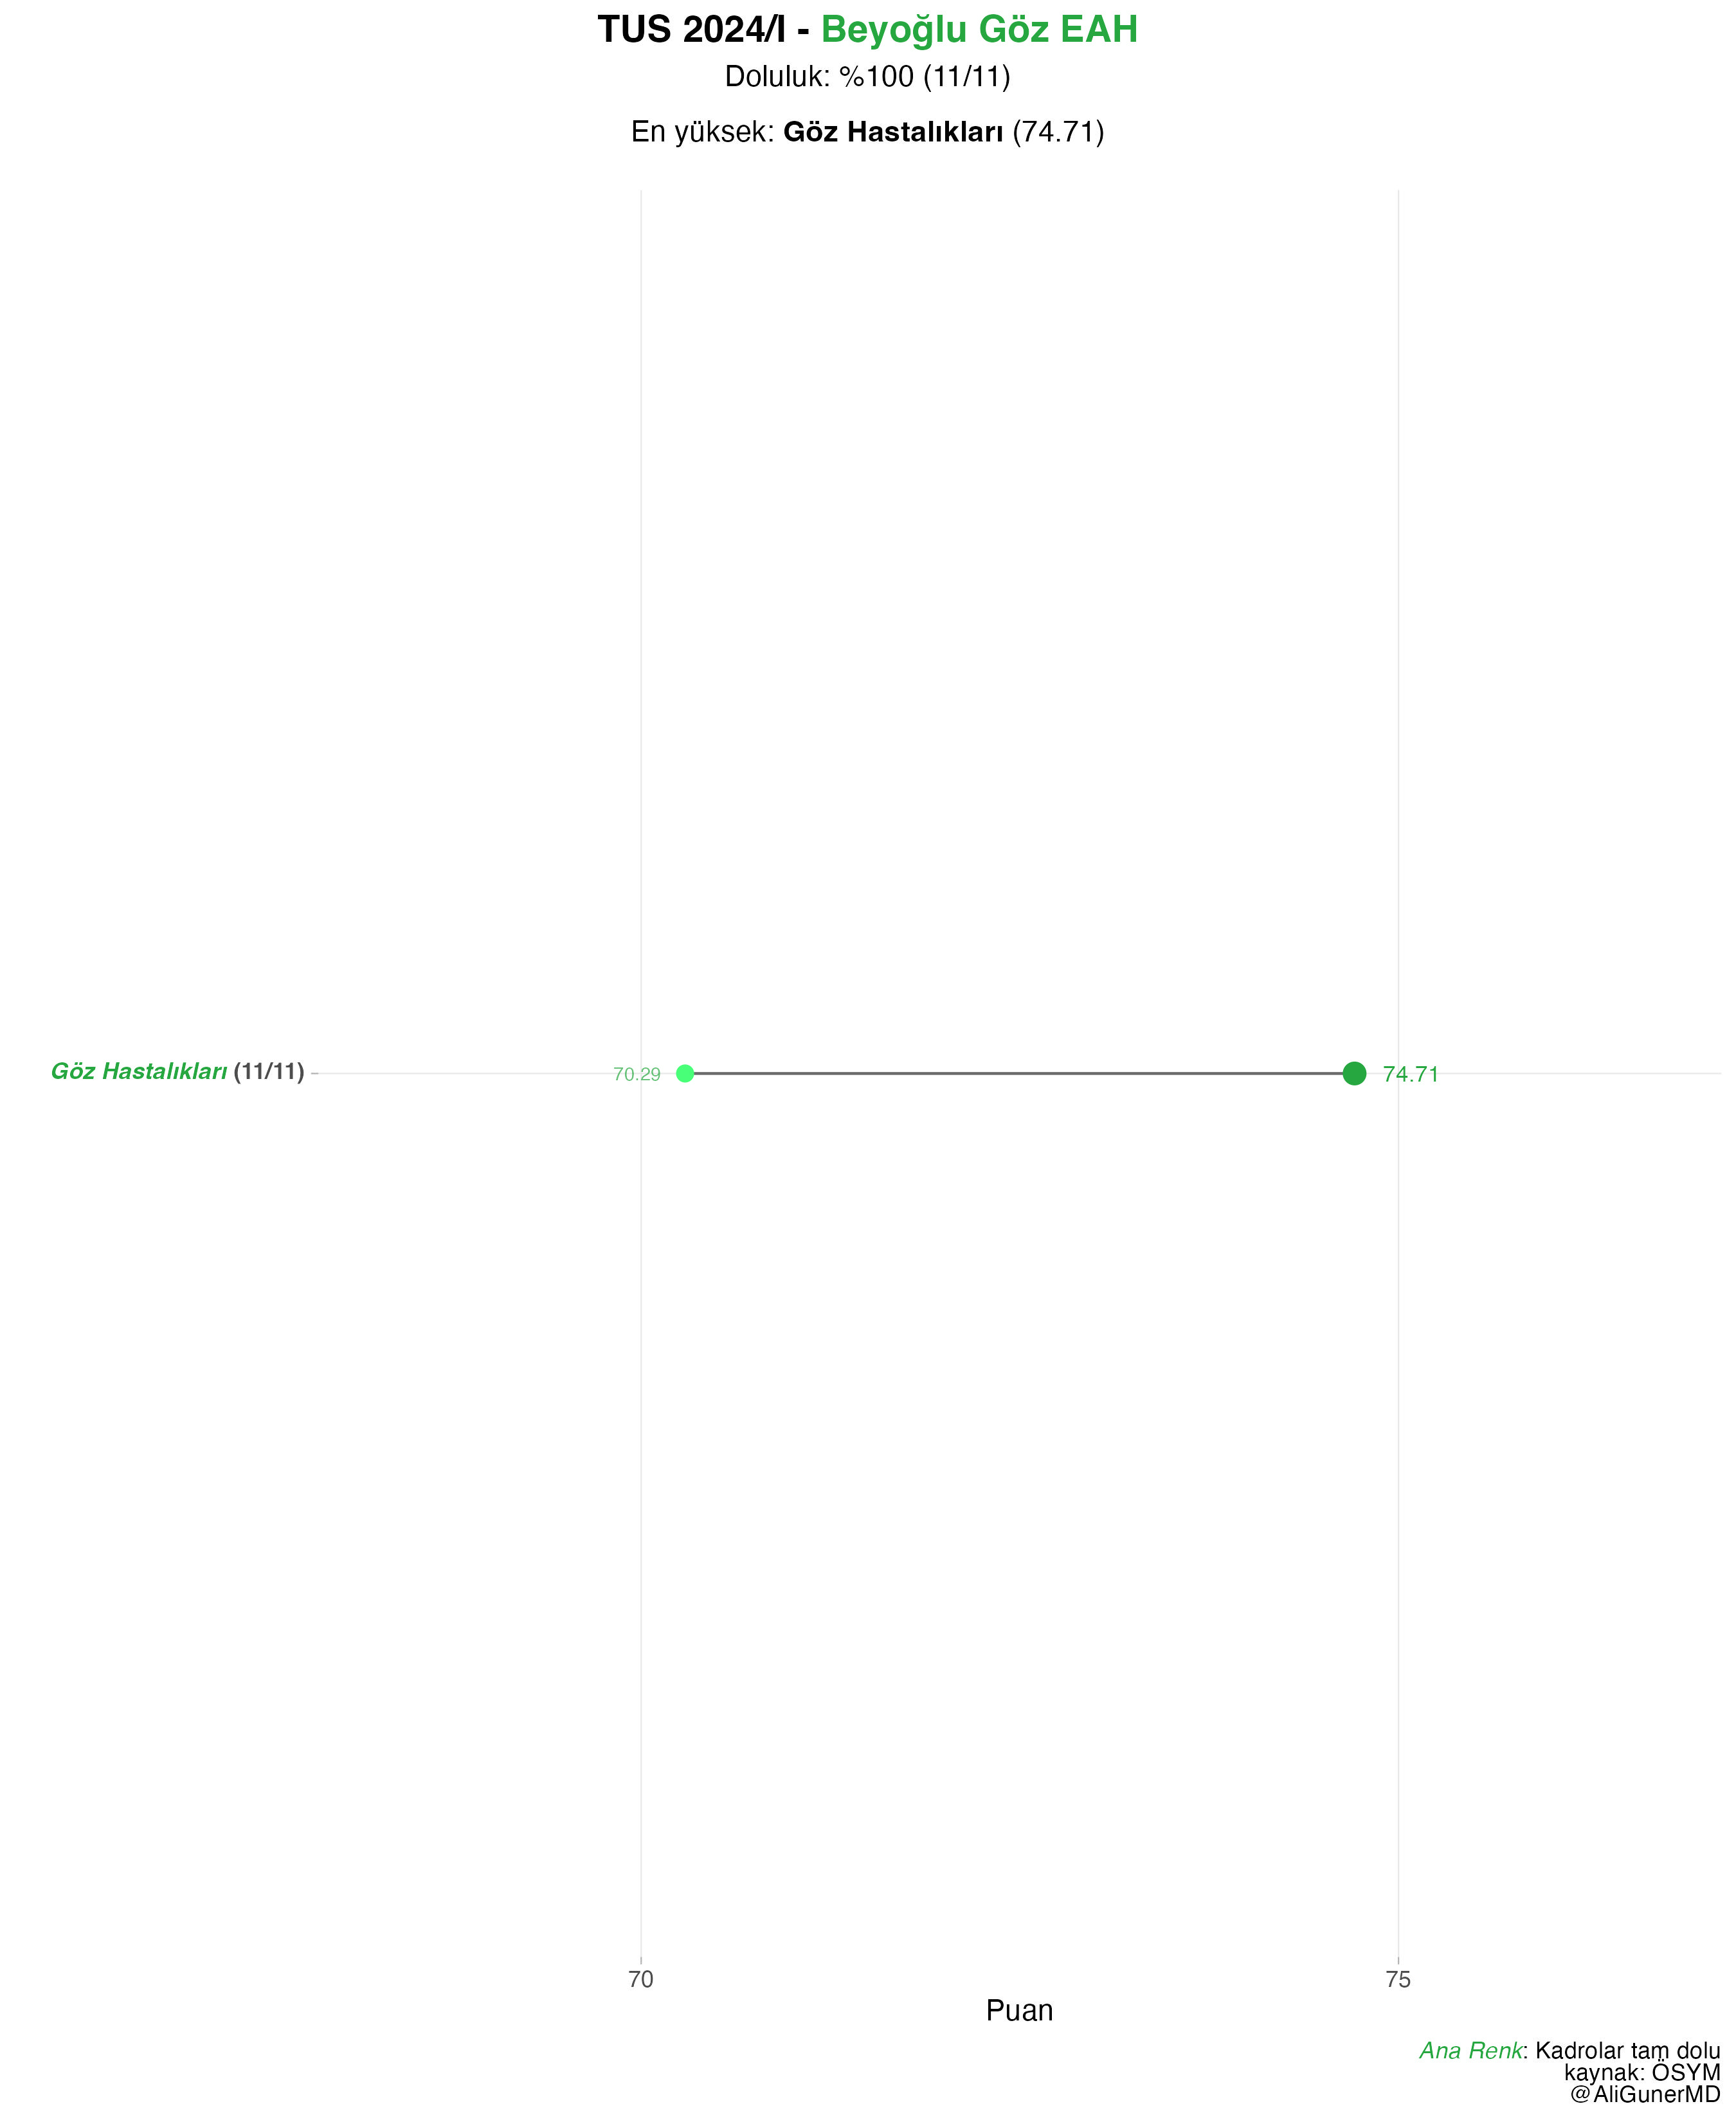 TUS 2024/I - Beyoğlu Göz EAH
Doluluk: %100 (11/11)
En yüksek: Göz Hastalıkları (74.71)
Göz Hastalıkları (11/11)
70.29
74.71
70
75
Puan
Ana Renk: Kadrolar tam dolu
kaynak: ÖSYM
@AliGunerMD